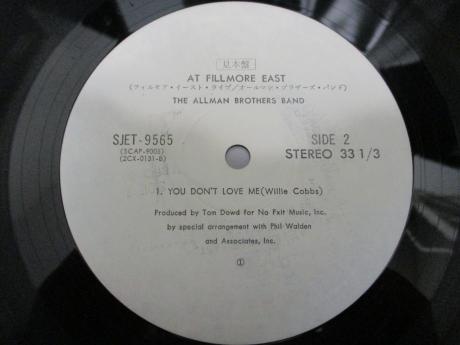 見本盤
AT FILLMORE EAST
(フィルモア・イースト・ライブ/オールマン・ブラザーズ・バンド)
THE ALLMAN BROTHERS BAND
SJET-9565 SIDE 2
(SCAP-9005) STEREO 33 1/3
(2CX-0131-B)
1. YOU DON'T LOVE ME(Willie Cobbs)
Produced by Tom Dowd for No Exit Music, Inc.
by special arrangement with Phil Walden
and Associates, Inc.
①